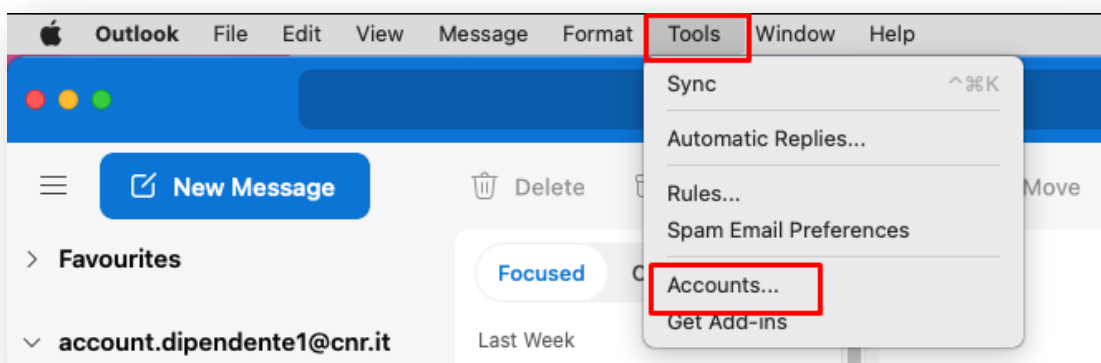 Outlook File Edit View Message Format Tools Window Help
Sync ^⌘K
Automatic Replies...
New Message Delete Move
Rules...
Spam Email Preferences
Favourites
Focused
Accounts...
Get Add-ins
account.dipendente1@cnr.it Last Week